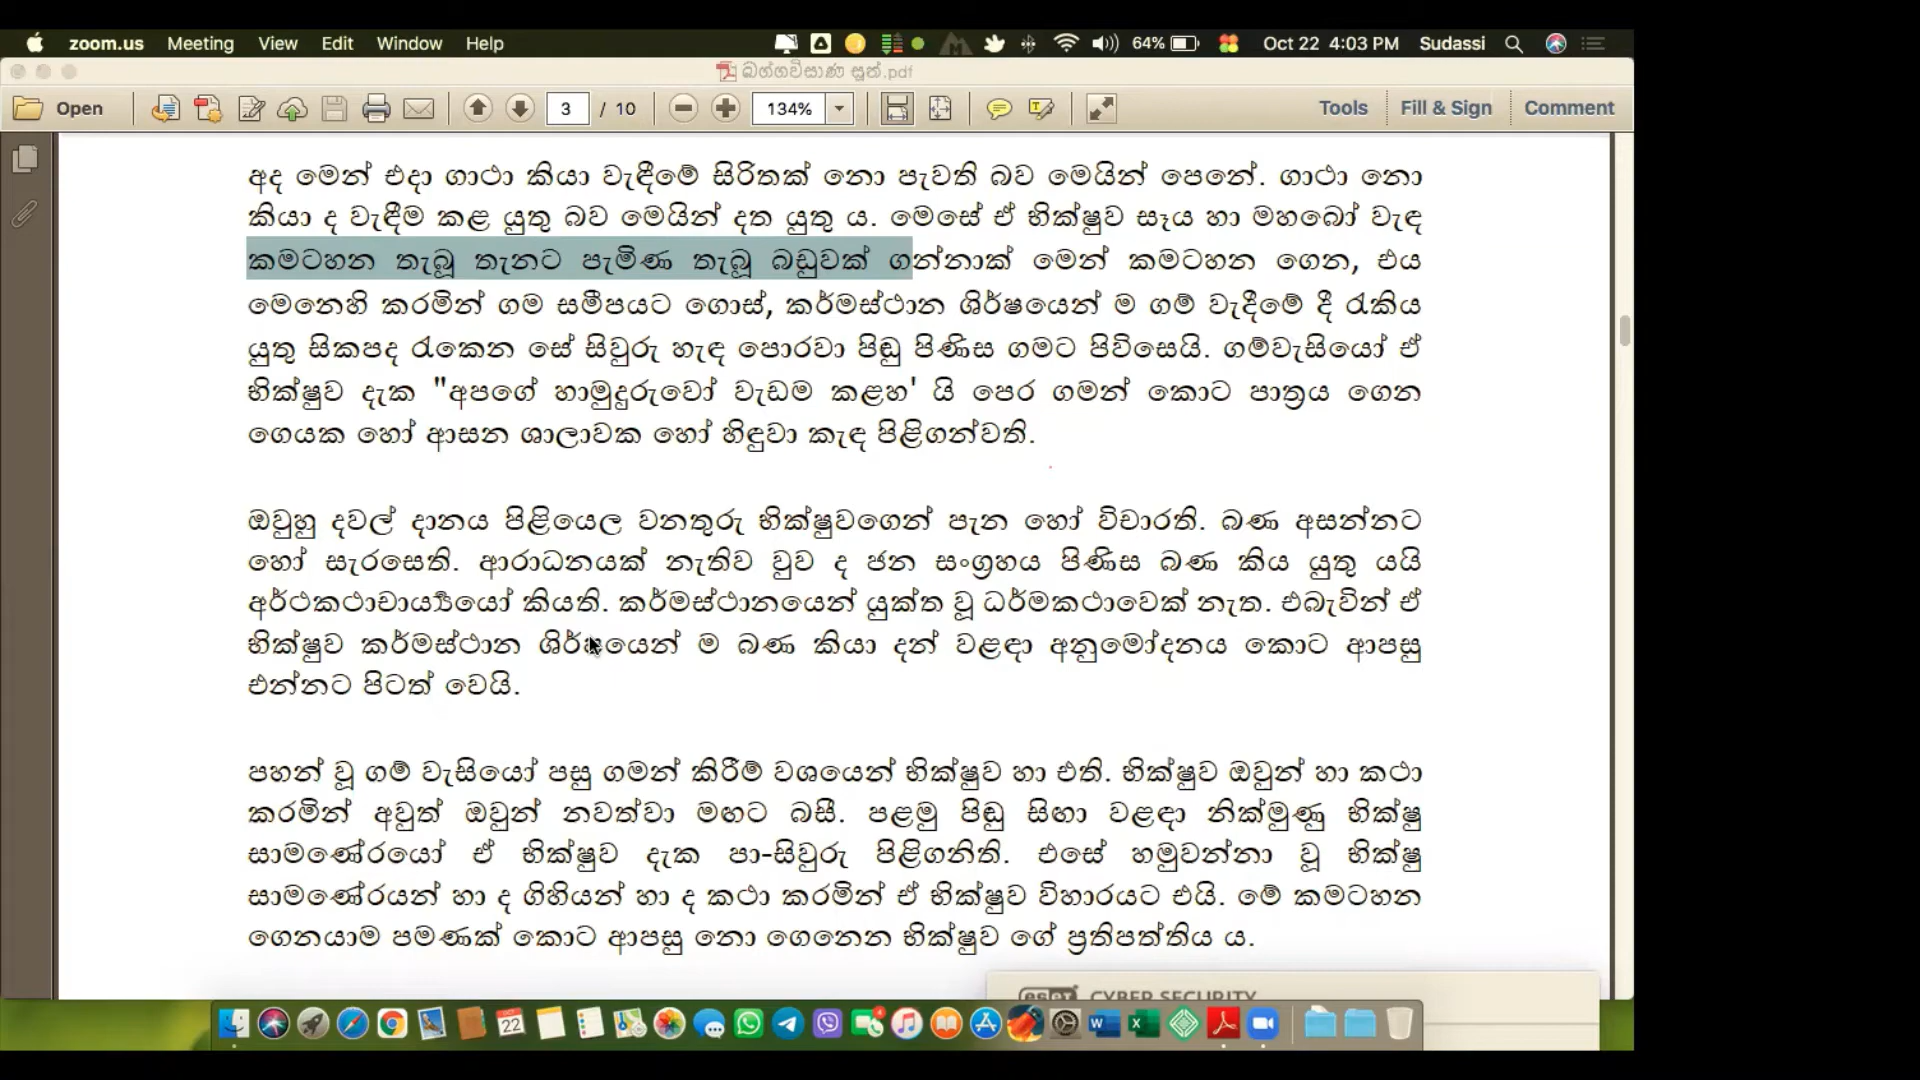 zoom.us Meeting View Edit Window Help 64% Oct 22 4:03 PM Sudassi
ඛග්ගවිසාණ සූත්‍ර.pdf
Open 3 / 10 134% Tools Fill & Sign Comment
අද මෙන් එදා ගාථා කියා වැඳීමේ සිරිතක් නො පැවති බව මෙයින් පෙනේ. ගාථා නො
කියා ද වැඳීම කළ යුතු බව මෙයින් දත යුතු ය. මෙසේ ඒ භික්ෂුව සෑය හා මහබෝ වැඳ
කමටහන තැබූ තැනට පැමිණ තැබූ බඩුවක් ගන්නාක් මෙන් කමටහන ගෙන, එය
මෙනෙහි කරමින් ගම සමීපයට ගොස්, කර්මස්ථාන ශීර්ෂයෙන් ම ගම් වැදීමේ දී රැකිය
යුතු සිකපද රැකෙන සේ සිවුරු හැඳ පොරවා පිඬු පිණිස ගමට පිවිසෙයි. ගම්වැසියෝ ඒ
භික්ෂුව දැක "අපගේ හාමුදුරුවෝ වැඩම කළහ' යි පෙර ගමන් කොට පාත්‍රය ගෙන
ගෙයක හෝ ආසන ශාලාවක හෝ හිඳුවා කැඳ පිළිගන්වති.
ඔවුහු දවල් දානය පිළියෙල වනතුරු භික්ෂුවගෙන් පැන හෝ විචාරති. බණ අසන්නට
හෝ සැරසෙති. ආරාධනයක් නැතිව වුව ද ජන සංග්‍රහය පිණිස බණ කිය යුතු යයි
අර්ථකථාචාර්‍ය්‍යයෝ කියති. කර්මස්ථානයෙන් යුක්ත වූ ධර්මකථාවෙක් නැත. එබැවින් ඒ
භික්ෂුව කර්මස්ථාන ශීර්ෂයෙන් ම බණ කියා දන් වළඳා අනුමෝදනය කොට ආපසු
එන්නට පිටත් වෙයි.
පහන් වූ ගම් වැසියෝ පසු ගමන් කිරීම් වශයෙන් භික්ෂුව හා එති. භික්ෂුව ඔවුන් හා කථා
කරමින් අවුත් ඔවුන් නවත්වා මඟට බසී. පළමු පිඬු සිඟා වළඳා නික්මුණු භික්ෂු
සාමණේරයෝ ඒ භික්ෂුව දැක පා-සිවුරු පිළිගනිති. එසේ හමුවන්නා වූ භික්ෂු
සාමණේරයන් හා ද ගිහියන් හා ද කථා කරමින් ඒ භික්ෂුව විහාරයට එයි. මේ කමටහන
ගෙනයාම පමණක් කොට ආපසු නො ගෙනෙන භික්ෂුව ගේ ප්‍රතිපත්තිය ය.
eset CYBER SECURITY